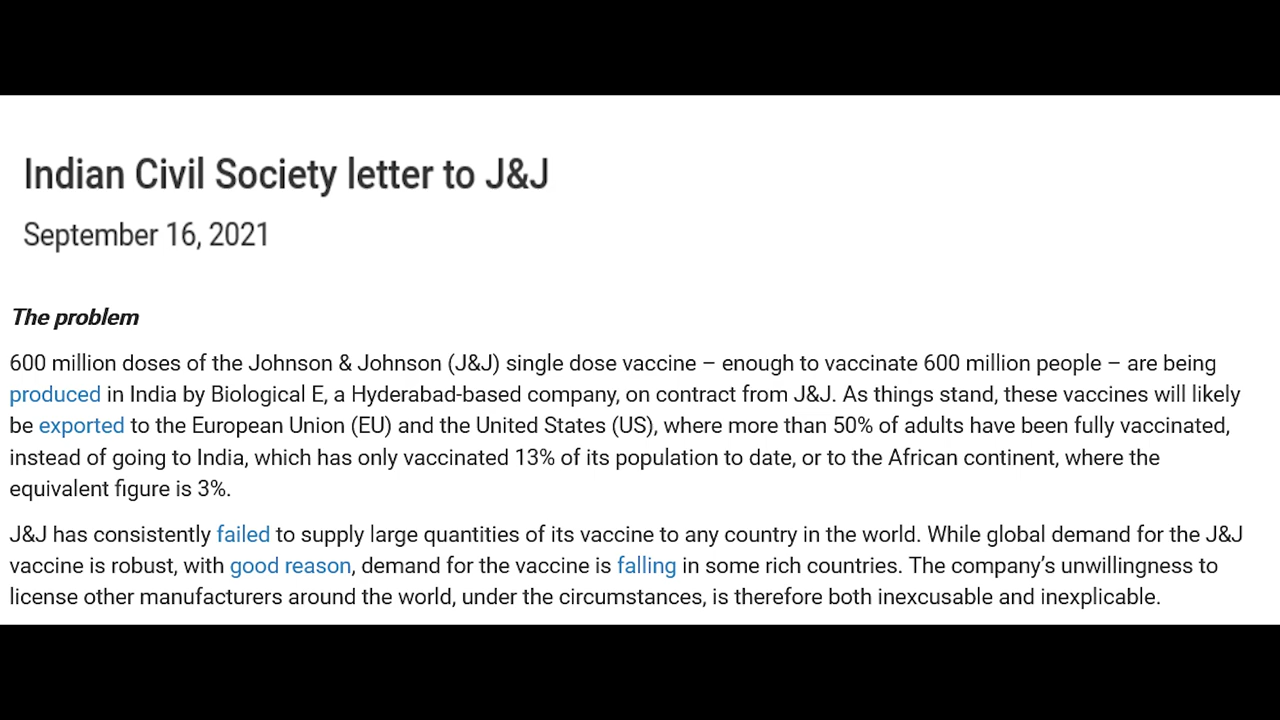 Indian Civil Society letter to J&J
September 16, 2021
The problem
600 million doses of the Johnson & Johnson (J&J) single dose vaccine – enough to vaccinate 600 million people – are being
produced in India by Biological E, a Hyderabad-based company, on contract from J&J. As things stand, these vaccines will likely
be exported to the European Union (EU) and the United States (US), where more than 50% of adults have been fully vaccinated,
instead of going to India, which has only vaccinated 13% of its population to date, or to the African continent, where the
equivalent figure is 3%.
J&J has consistently failed to supply large quantities of its vaccine to any country in the world. While global demand for the J&J
vaccine is robust, with good reason, demand for the vaccine is falling in some rich countries. The company’s unwillingness to
license other manufacturers around the world, under the circumstances, is therefore both inexcusable and inexplicable.